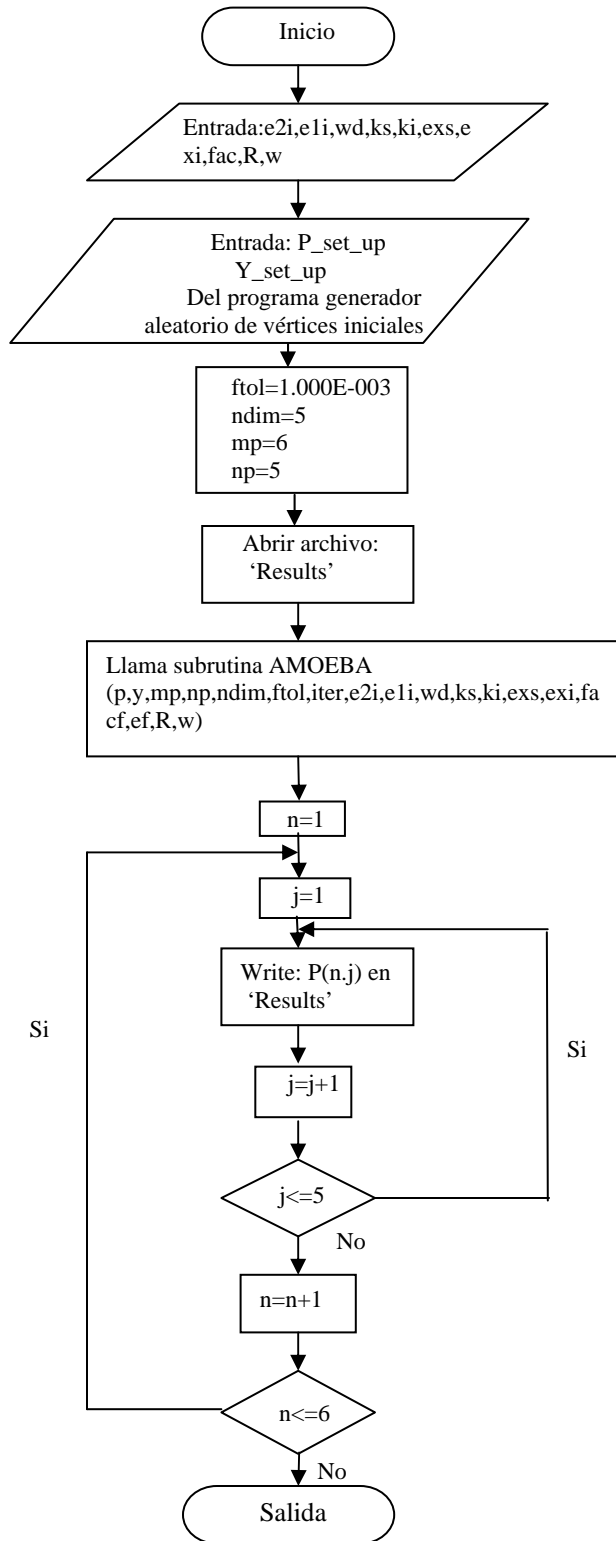 Inicio
Entrada:e2i,e1i,wd,ks,ki,exs,e
xi,fac,R,w
Entrada: P_set_up
Y_set_up
Del programa generador
aleatorio de vértices iniciales
ftol=1.000E-003
ndim=5
mp=6
np=5
Abrir archivo:
‘Results’
Llama subrutina AMOEBA
(p,y,mp,np,ndim,ftol,iter,e2i,e1i,wd,ks,ki,exs,exi,fa
cf,ef,R,w)
n=1
j=1
Write: P(n.j) en
‘Results’
Si
Si
j=j+1
j<=5
No
n=n+1
n<=6
No
Salida